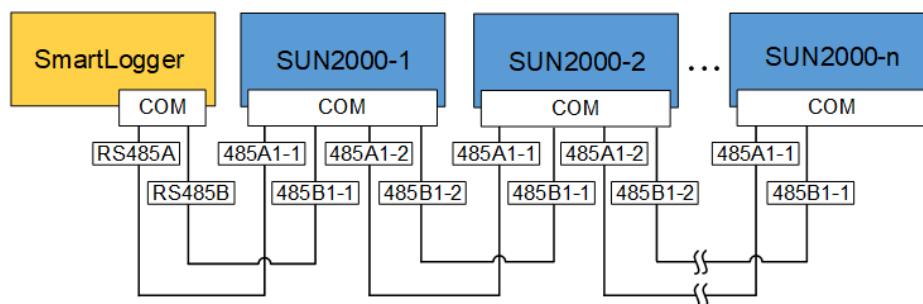 SmartLogger
SUN2000-1
SUN2000-2
...
SUN2000-n
COM
COM
COM
COM
RS485A
485A1-1
485A1-2
485A1-1
485A1-2
485A1-1
RS485B
485B1-1
485B1-2
485B1-1
485B1-2
485B1-1